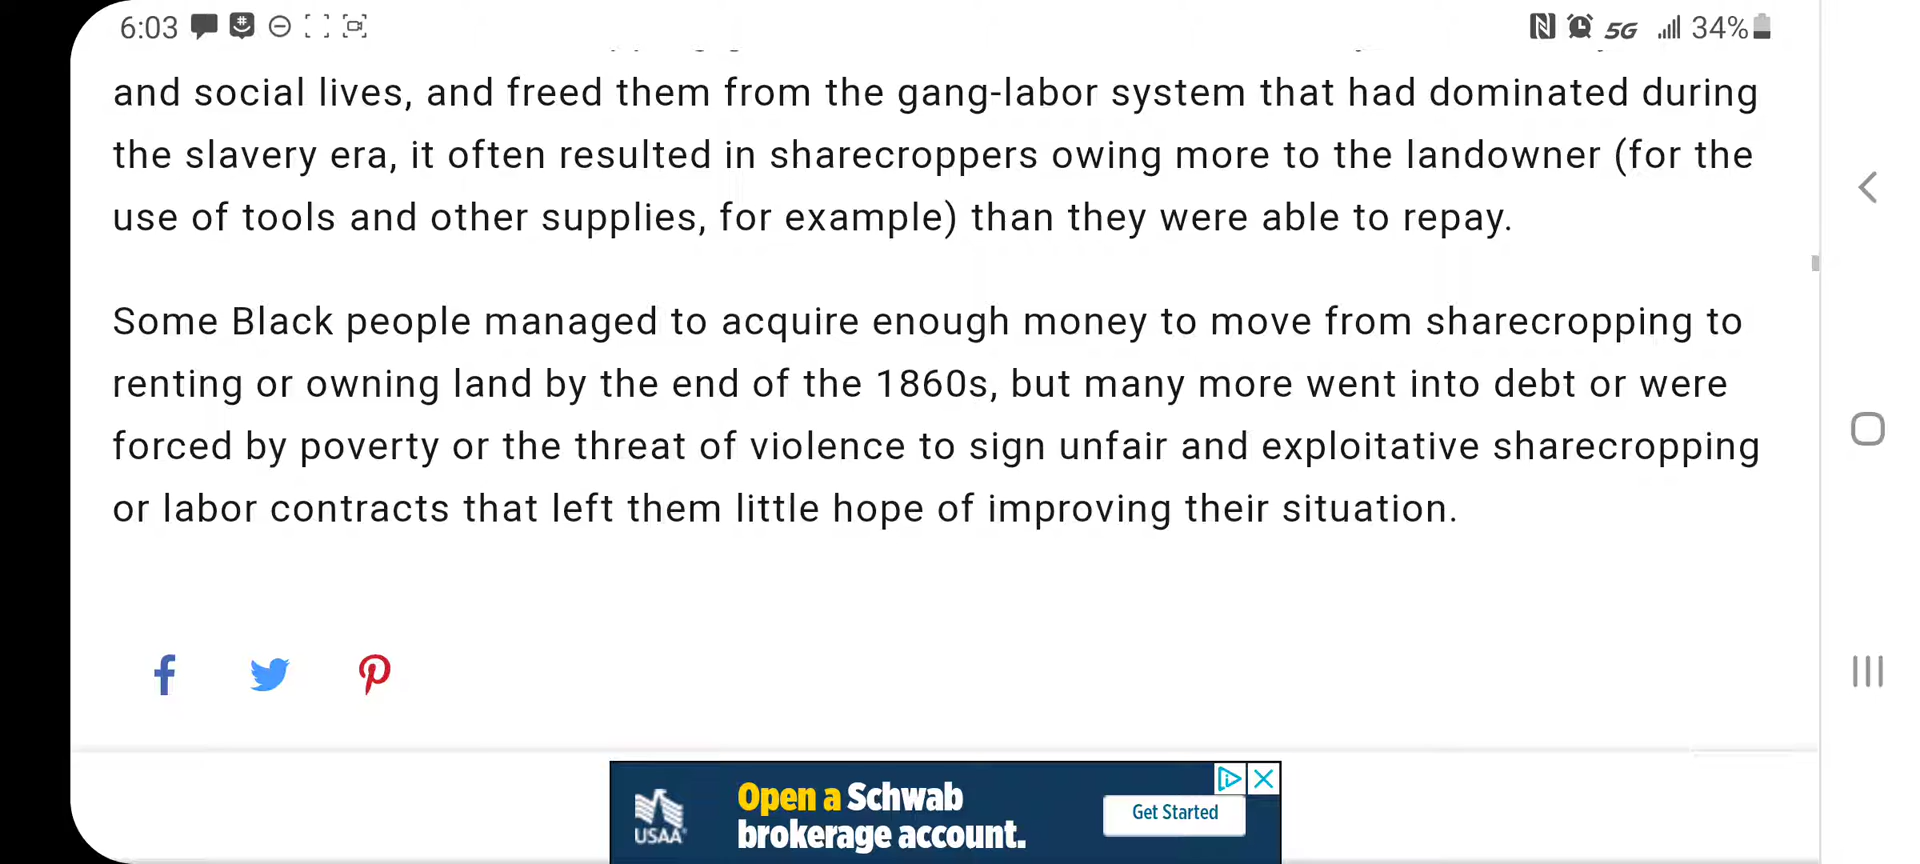 6:03
5G 34%
and social lives, and freed them from the gang-labor system that had dominated during
the slavery era, it often resulted in sharecroppers owing more to the landowner (for the
use of tools and other supplies, for example) than they were able to repay.
Some Black people managed to acquire enough money to move from sharecropping to
renting or owning land by the end of the 1860s, but many more went into debt or were
forced by poverty or the threat of violence to sign unfair and exploitative sharecropping
or labor contracts that left them little hope of improving their situation.
USAA
Open a Schwab
brokerage account.
Get Started